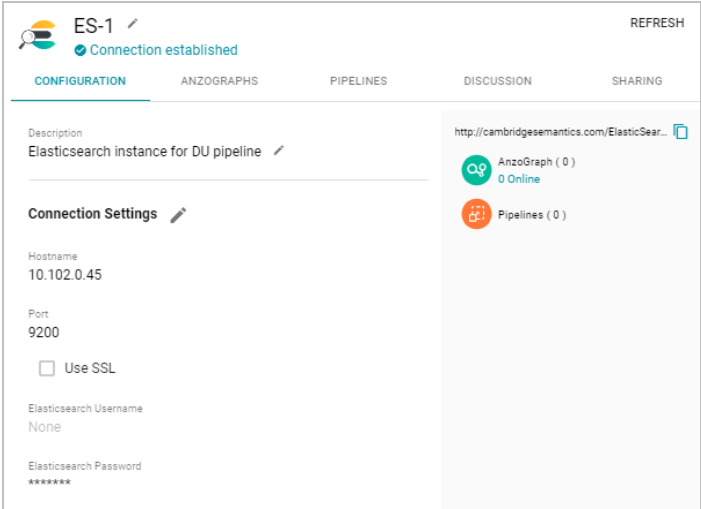 ES-1
REFRESH
Connection established
CONFIGURATION
ANZOGRAPHS
PIPELINES
DISCUSSION
SHARING
Description
Elasticsearch instance for DU pipeline
Connection Settings
Hostname
10.102.0.45
Port
9200
Use SSL
Elasticsearch Username
None
Elasticsearch Password
*******
http://cambridgesemantics.com/ElasticSear...
AnzoGraph ( 0 )
0 Online
Pipelines ( 0 )